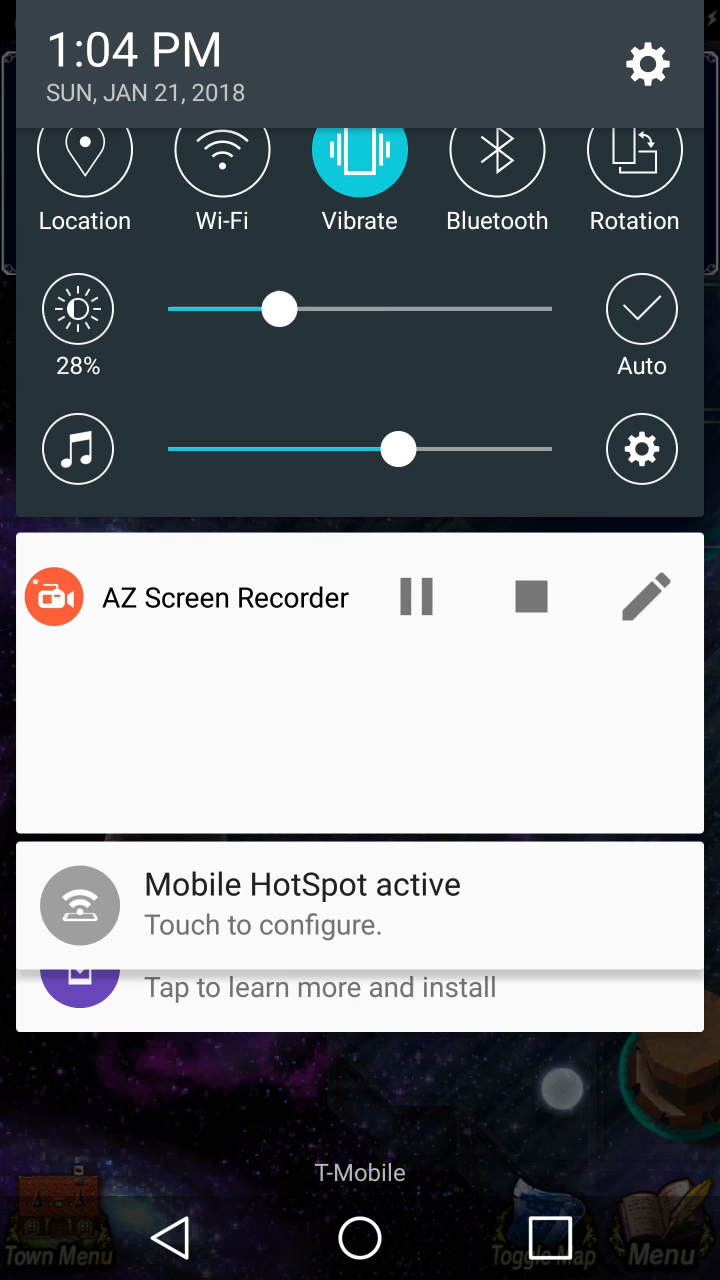 1:04 PM
SUN, JAN 21, 2018
Location
Wi-Fi
Vibrate
Bluetooth
Rotation
28%
Auto
AZ Screen Recorder
Mobile HotSpot active
Touch to configure.
Tap to learn more and install
T-Mobile
Town Menu
Toggle Map
Menu